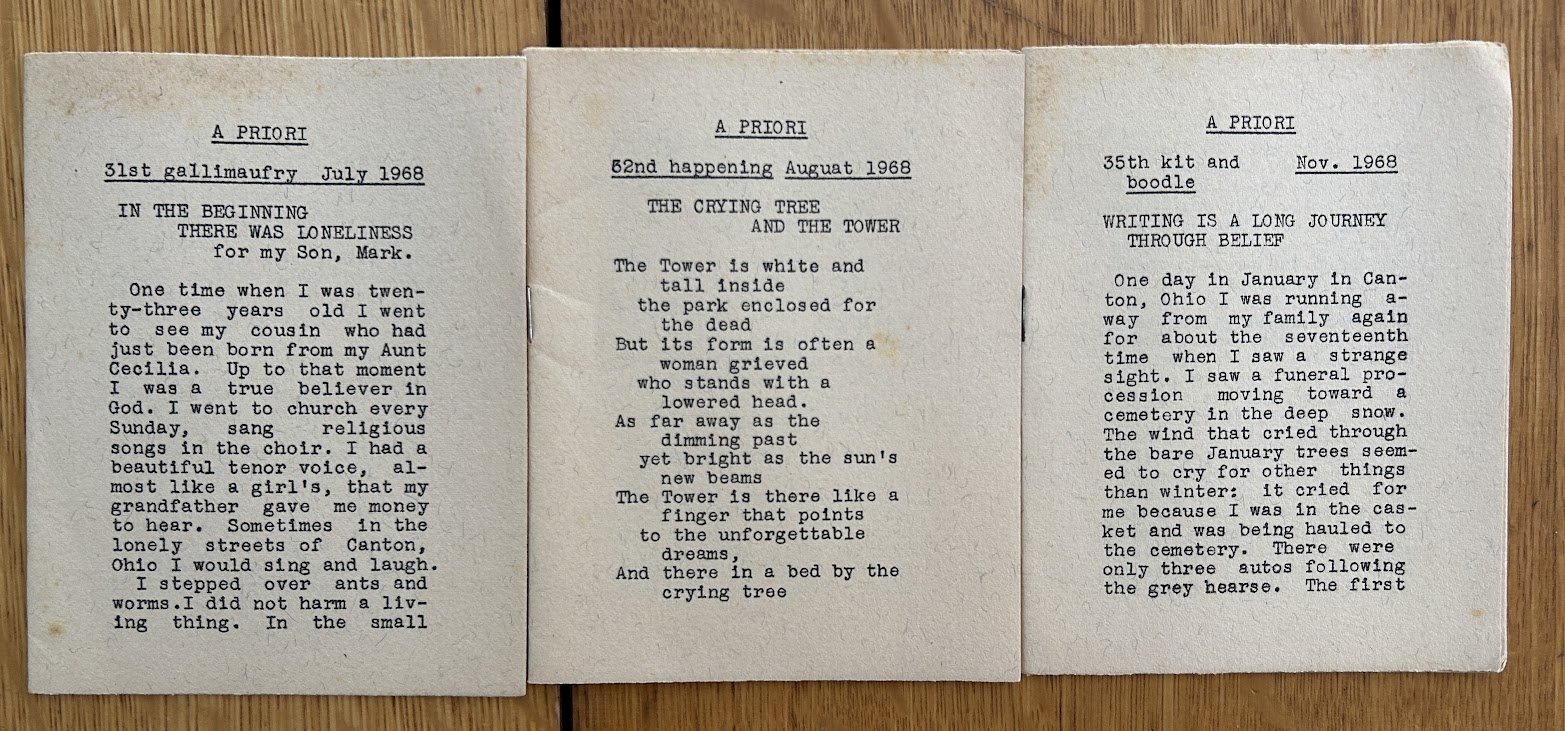 A PRIORI
31st gallimaufry July 1968
IN THE BEGINNING
THERE WAS LONELINESS
for my Son, Mark.
One time when I was twen-
ty-three years old I went
to see my cousin who had
just been born from my Aunt
Cecilia. Up to that moment
I was a true believer in
God. I went to church every
Sunday, sang religious
songs in the choir. I had a
beautiful tenor voice, al-
most like a girl's, that my
grandfather gave me money
to hear. Sometimes in the
lonely streets of Canton,
Ohio I would sing and laugh.
I stepped over ants and
worms.I did not harm a liv-
ing thing. In the small
A PRIORI
32nd happening Auguat 1968
THE CRYING TREE
AND THE TOWER
The Tower is white and
tall inside
the park enclosed for
the dead
But its form is often a
woman grieved
who stands with a
lowered head.
As far away as the
dimming past
yet bright as the sun's
new beams
The Tower is there like a
finger that points
to the unforgettable
dreams,
And there in a bed by the
crying tree
A PRIORI
35th kit and Nov. 1968
boodle
WRITING IS A LONG JOURNEY
THROUGH BELIEF
One day in January in Can-
ton, Ohio I was running a-
way from my family again
for about the seventeenth
time when I saw a strange
sight. I saw a funeral pro-
cession moving toward a
cemetery in the deep snow.
The wind that cried through
the bare January trees seem-
ed to cry for other things
than winter: it cried for
me because I was in the cas-
ket and was being hauled to
the cemetery. There were
only three autos following
the grey hearse. The first